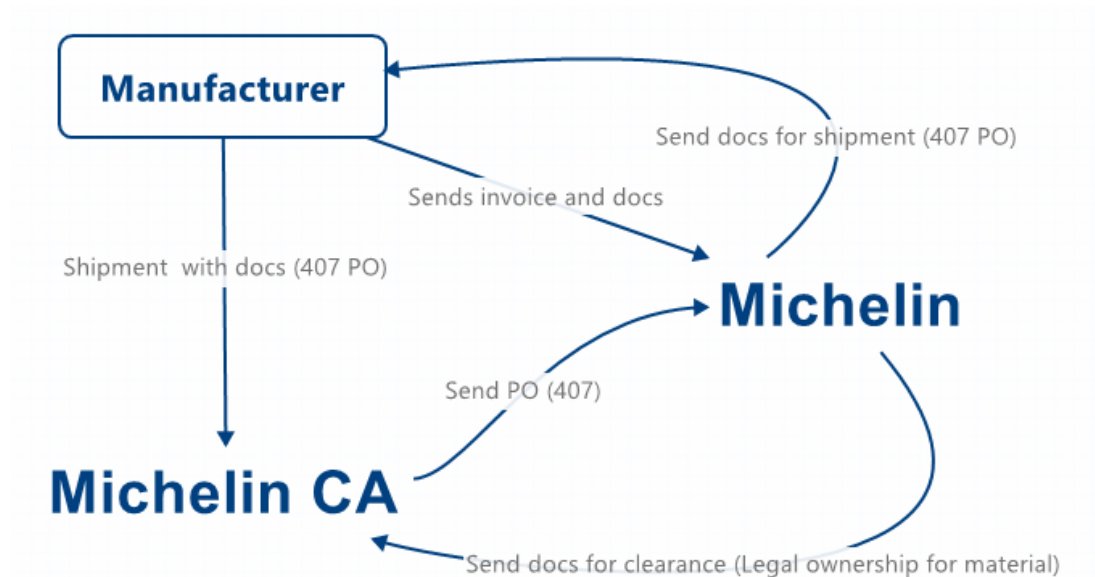 Manufacturer
Send docs for shipment (407 PO)
Sends invoice and docs
Shipment with docs (407 PO)
Michelin
Send PO (407)
Michelin CA
Send docs for clearance (Legal ownership for material)